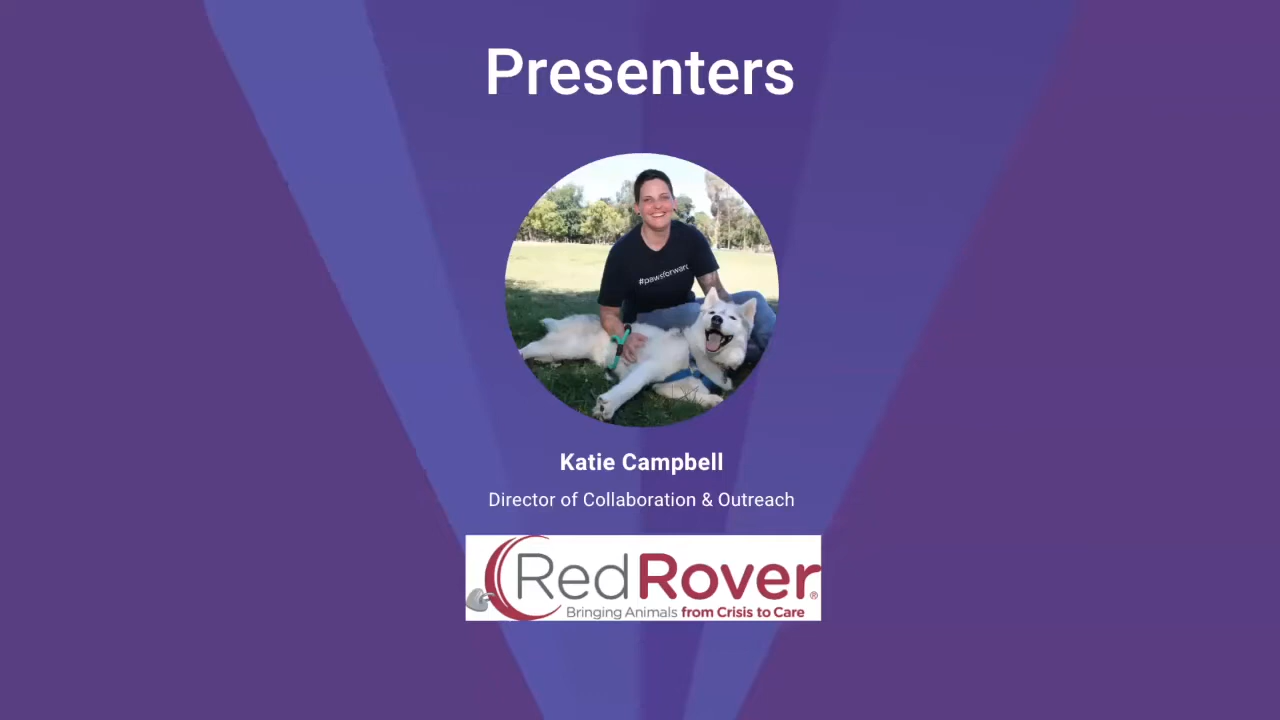 Presenters
#pawsforward
Katie Campbell
Director of Collaboration & Outreach
RedRover®
Bringing Animals from Crisis to Care